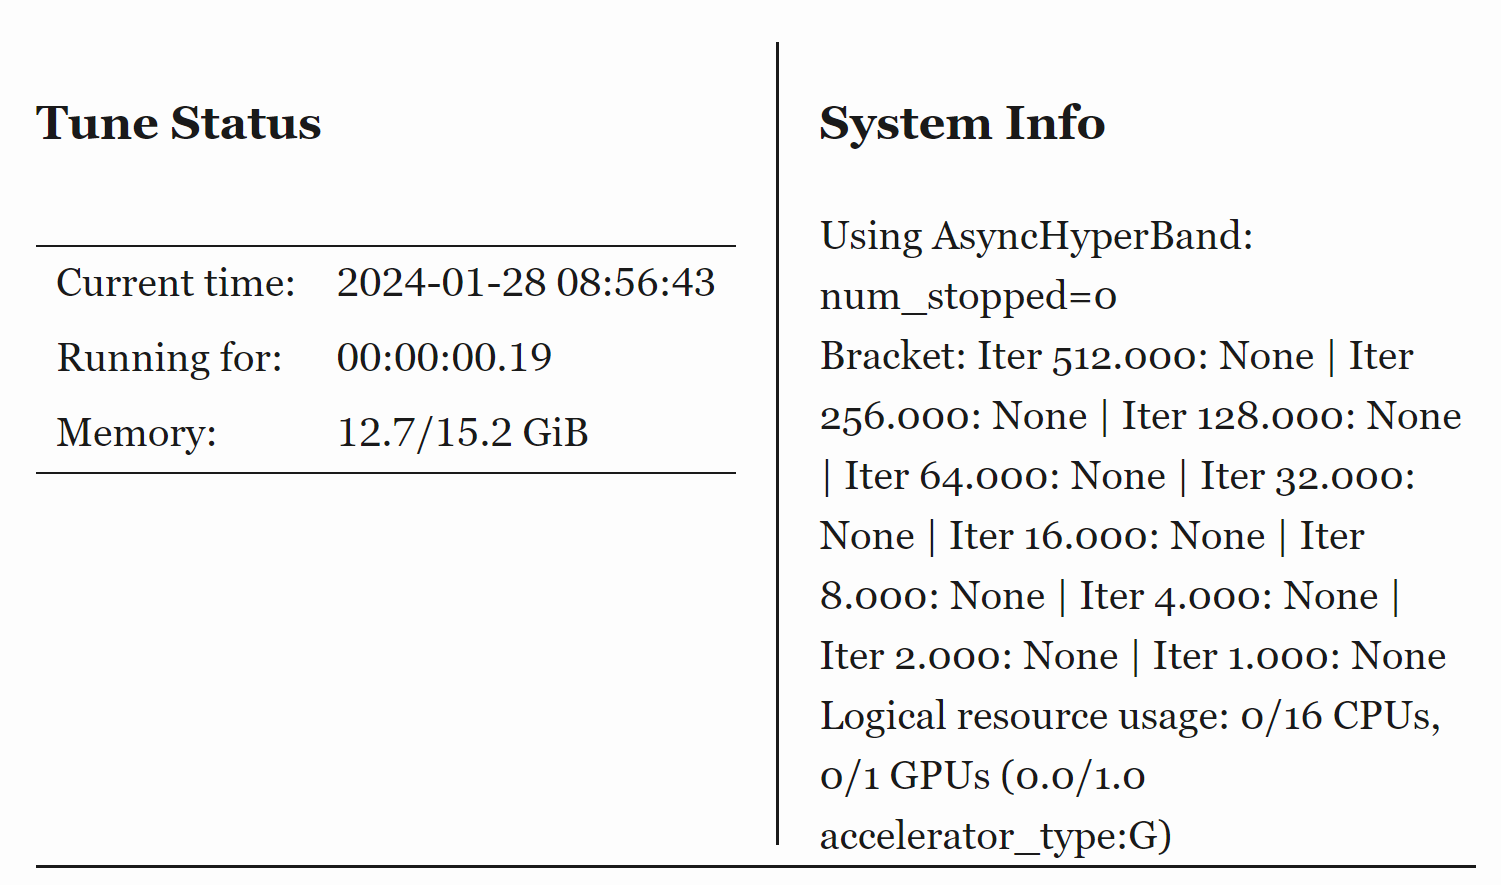 Tune Status
Current time: 2024-01-28 08:56:43
Running for: 00:00:00.19
Memory: 12.7/15.2 GiB
System Info
Using AsyncHyperBand:
num_stopped=0
Bracket: Iter 512.000: None | Iter
256.000: None | Iter 128.000: None
| Iter 64.000: None | Iter 32.000:
None | Iter 16.000: None | Iter
8.000: None | Iter 4.000: None |
Iter 2.000: None | Iter 1.000: None
Logical resource usage: 0/16 CPUs,
0/1 GPUs (0.0/1.0
accelerator_type:G)